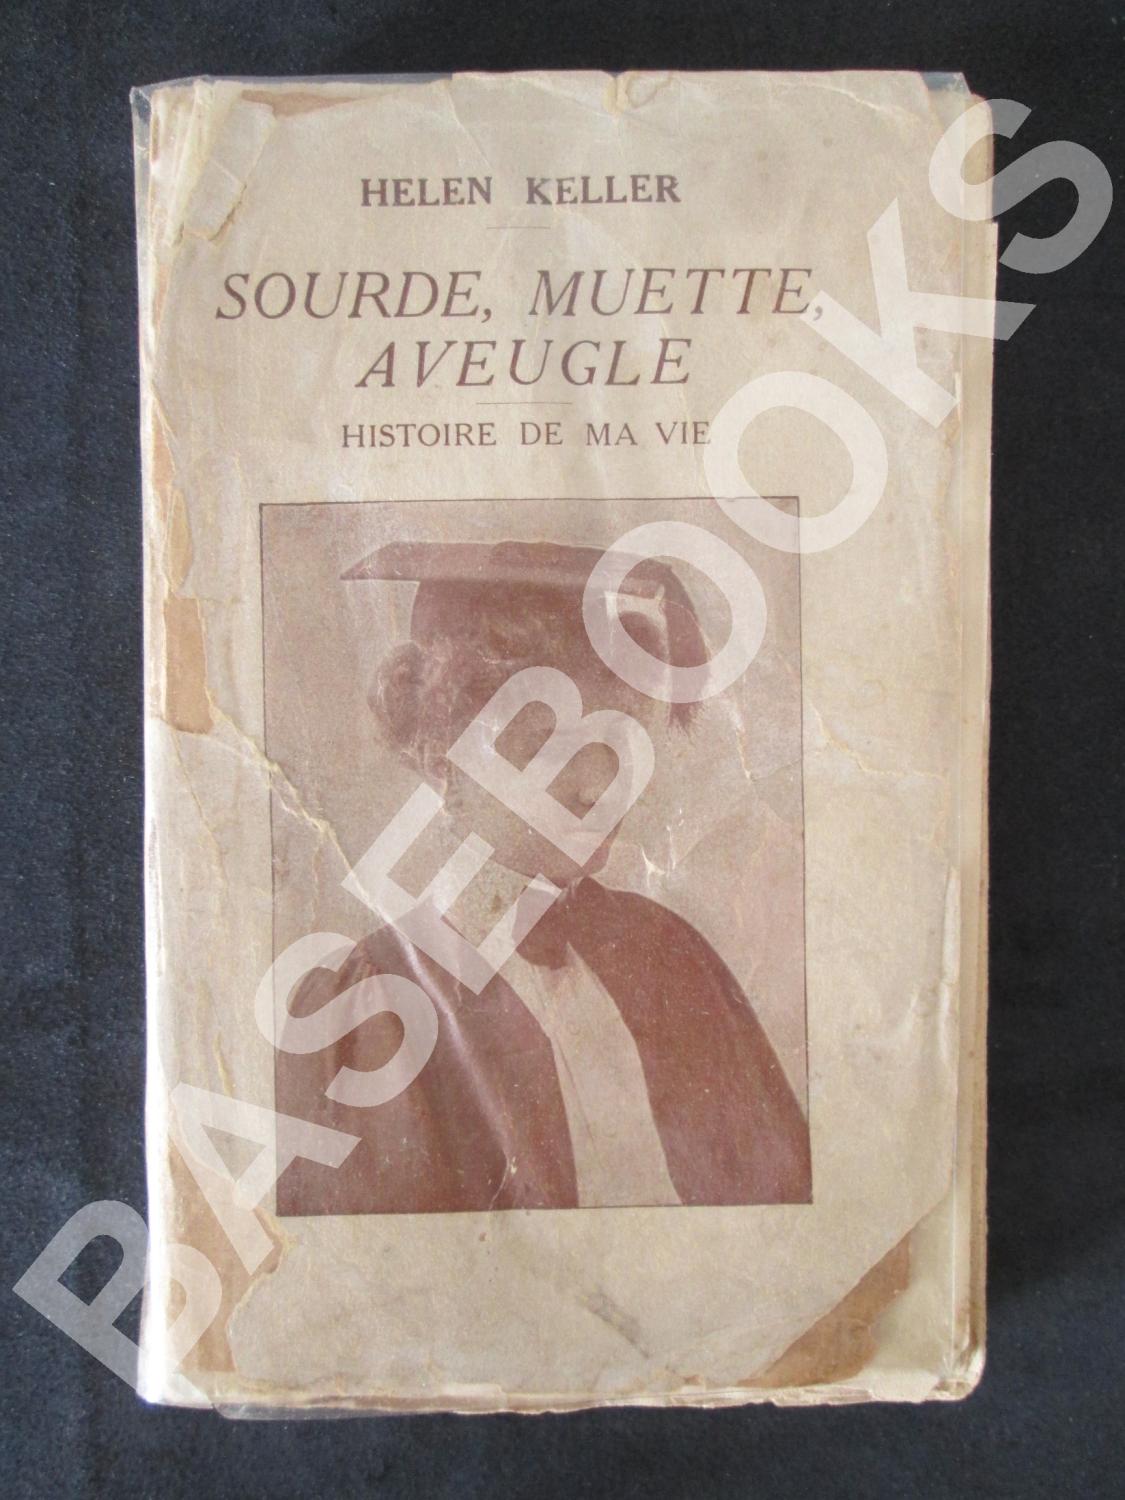 HELEN KELLER
SOURDE, MUETTE,
AVEUGLE
HISTOIRE DE MA VIE
BASEBOOKS